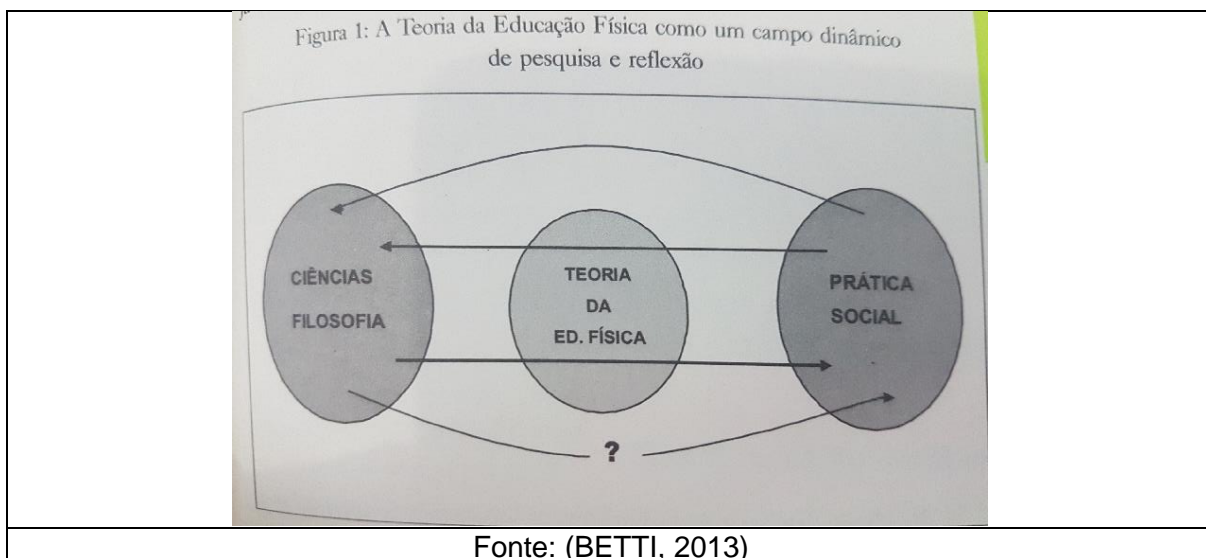 Figura 1: A Teoria da Educação Física como um campo dinâmico
de pesquisa e reflexão
CIÊNCIAS
FILOSOFIA
TEORIA
DA
ED. FÍSICA
PRÁTICA
SOCIAL
?
Fonte: (BETTI, 2013)